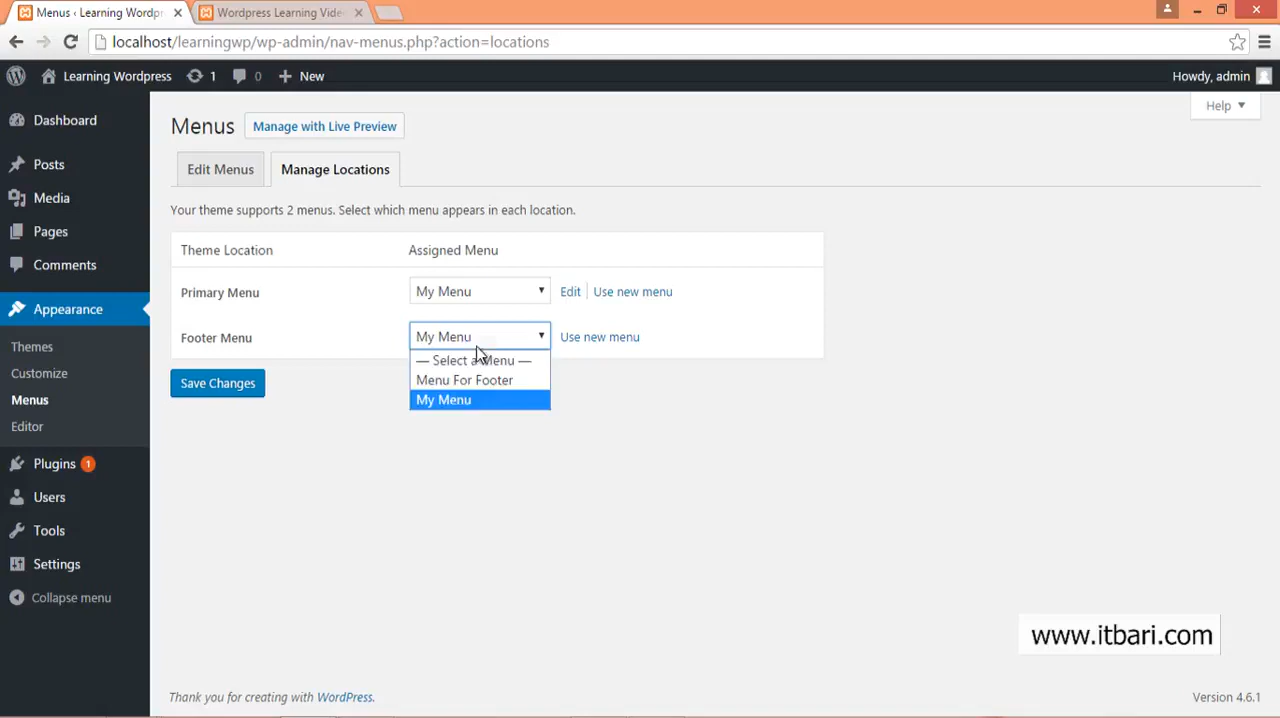 Menus ‹ Learning Wordpr
Wordpress Learning Vide
localhost/learningwp/wp-admin/nav-menus.php?action=locations
Learning Wordpress
1
0
New
Howdy, admin
Help
Dashboard
Posts
Media
Pages
Comments
Appearance
Themes
Customize
Menus
Editor
Plugins 1
Users
Tools
Settings
Collapse menu
Menus
Manage with Live Preview
Edit Menus
Manage Locations
Your theme supports 2 menus. Select which menu appears in each location.
Theme Location Assigned Menu
Primary Menu My Menu Edit Use new menu
Footer Menu My Menu Use new menu
— Select a Menu —
Menu For Footer
My Menu
Save Changes
www.itbari.com
Thank you for creating with WordPress.
Version 4.6.1